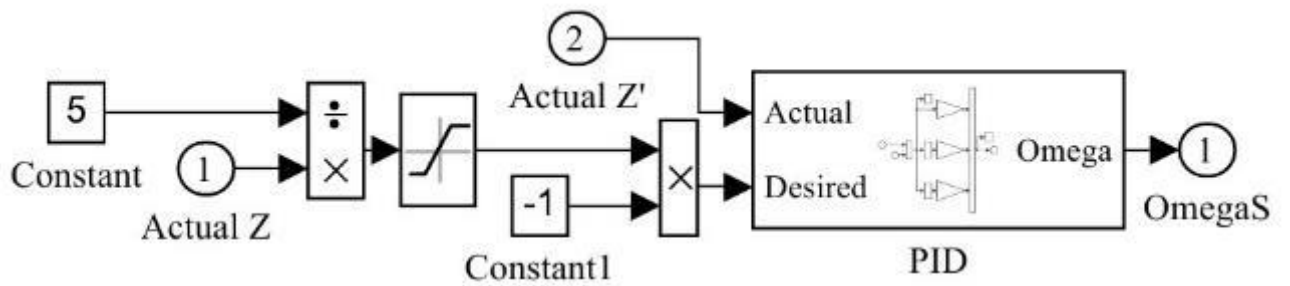 2
Actual Z'
5
Constant
÷
×
1
Actual Z
-1
Constant1
×
Actual
Desired
Omega
PID
1
OmegaS